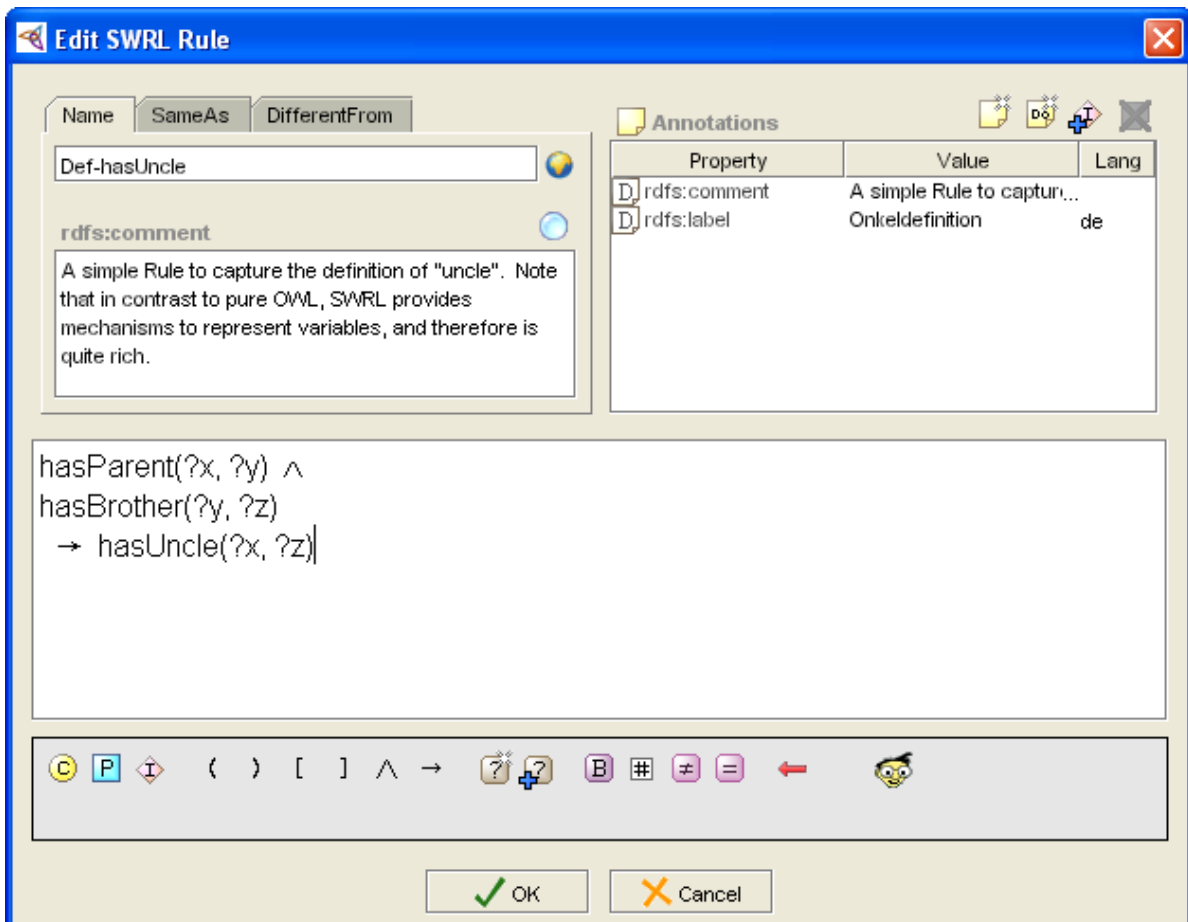 Edit SWRL Rule
Name SameAs DifferentFrom
Def-hasUncle
rdfs:comment
A simple Rule to capture the definition of "uncle". Note
that in contrast to pure OWL, SWRL provides
mechanisms to represent variables, and therefore is
quite rich.
Annotations
Property Value Lang
D rdfs:comment A simple Rule to captur...
D rdfs:label Onkeldefinition de
hasParent(?x, ?y) ∧
hasBrother(?y, ?z)
→ hasUncle(?x, ?z)
C P I ( ) [ ] ∧ → ? ? B # ≠ =
OK Cancel